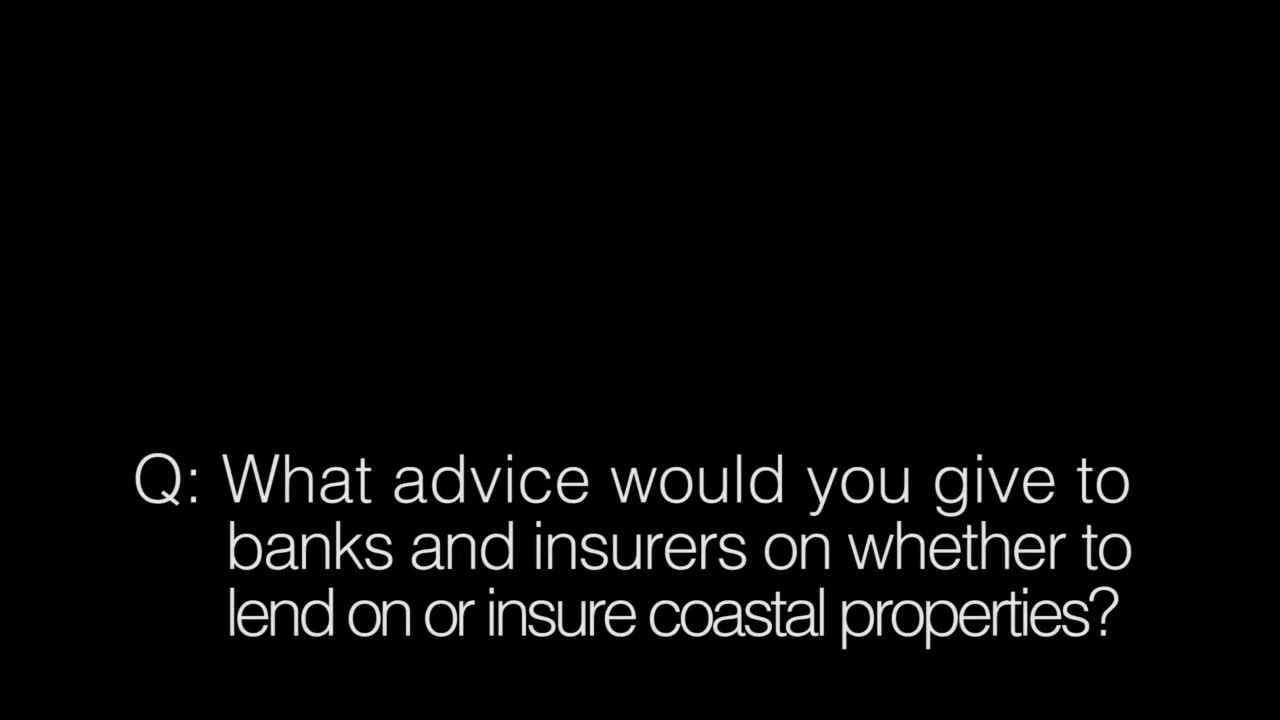 Q: What advice would you give to
banks and insurers on whether to
lend on or insure coastal properties?